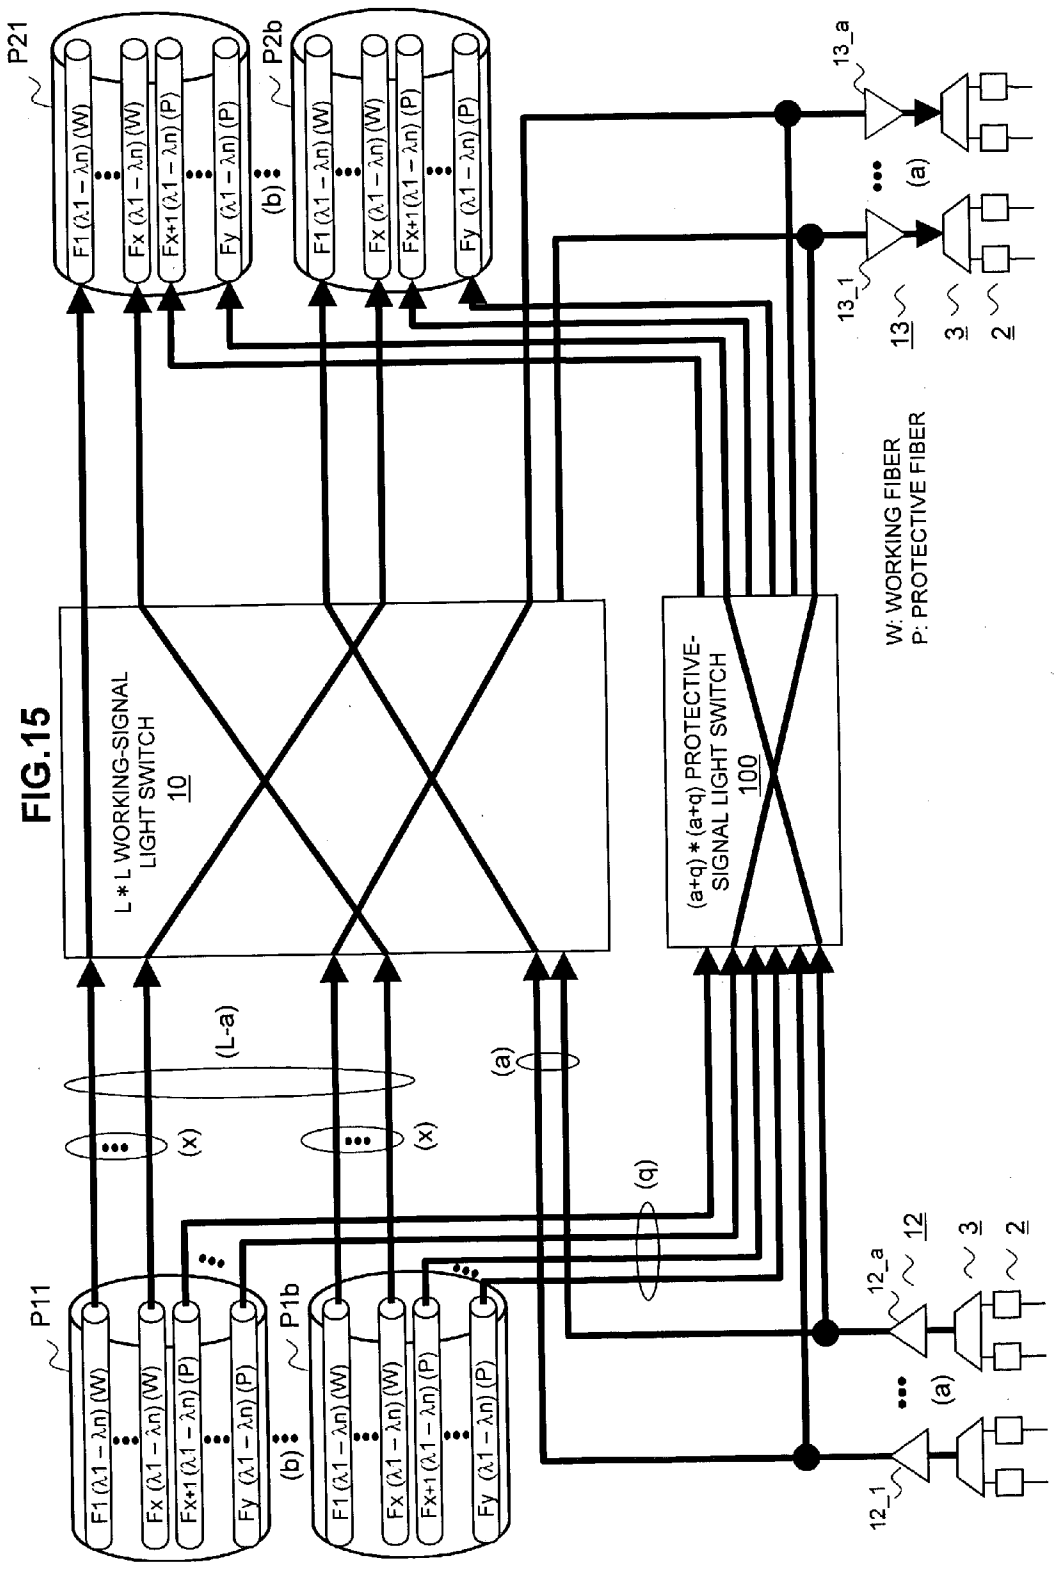 FIG.15
P11
F1 (λ1 – λn) (W)
Fx (λ1 – λn) (W)
Fx+1 (λ1 – λn) (P)
Fy (λ1 – λn) (P)
(b)
P1b
F1 (λ1 – λn) (W)
Fx (λ1 – λn) (W)
Fx+1 (λ1 – λn) (P)
Fy (λ1 – λn) (P)
(x)
(x)
(L-a)
(a)
(q)
L * L WORKING-SIGNAL
LIGHT SWITCH
10
(a+q) * (a+q) PROTECTIVE-
SIGNAL LIGHT SWITCH
100
P21
F1 (λ1 – λn) (W)
Fx (λ1 – λn) (W)
Fx+1 (λ1 – λn) (P)
Fy (λ1 – λn) (P)
(b)
P2b
F1 (λ1 – λn) (W)
Fx (λ1 – λn) (W)
Fx+1 (λ1 – λn) (P)
Fy (λ1 – λn) (P)
12_1
(a)
12_a
12
3
2
13_1
13
3
2
(a)
13_a
W: WORKING FIBER
P: PROTECTIVE FIBER